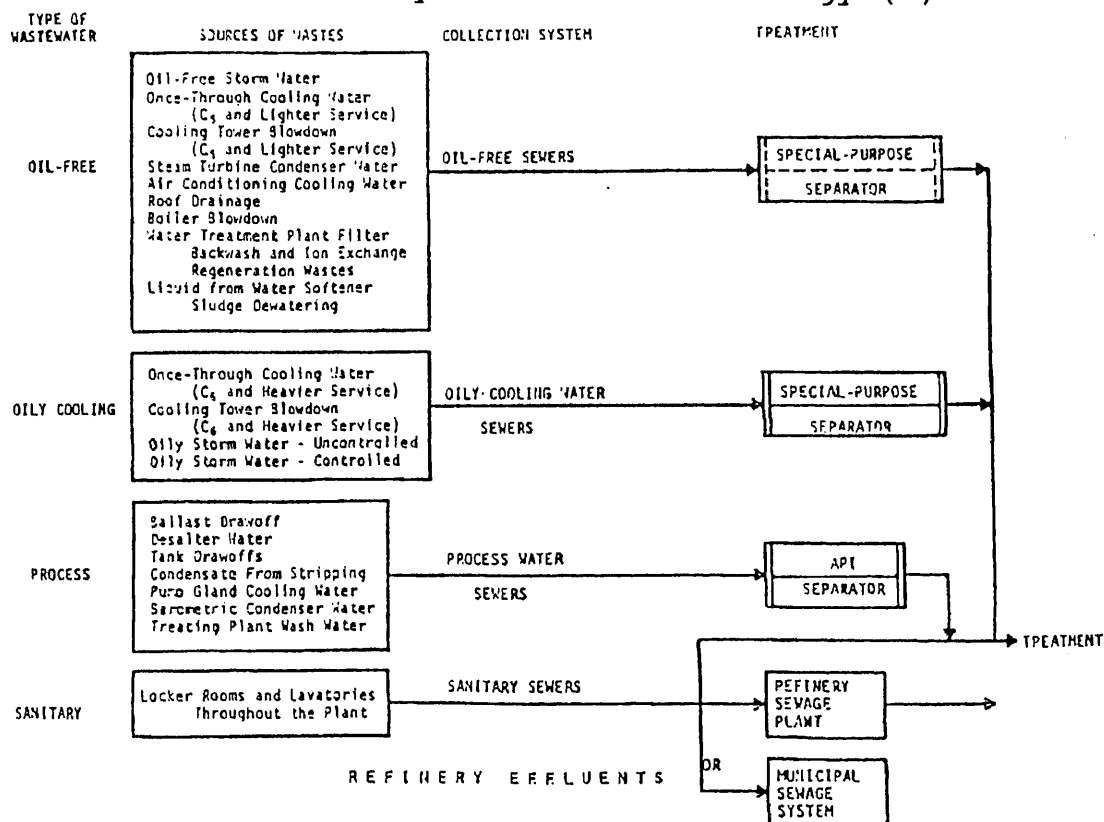 TYPE OF
WASTEWATER
SOURCES OF WASTES
COLLECTION SYSTEM
TPEATMENT
OIL-FREE
Oil-Free Storm Water
Once-Through Cooling Water
(C5 and Lighter Service)
Cooling Tower Blowdown
(C5 and Lighter Service)
Steam Turbine Condenser Water
Air Conditioning Cooling Water
Roof Drainage
Boiler Blowdown
Water Treatment Plant Filter
Backwash and Ion Exchange
Regeneration Wastes
Liquid from Water Softener
Sludge Dewatering
OIL-FREE SEWERS
SPECIAL-PURPOSE
SEPARATOR
OILY COOLING
Once-Through Cooling Water
(C6 and Heavier Service)
Cooling Tower Blowdown
(C6 and Heavier Service)
Oily Storm Water - Uncontrolled
Oily Storm Water - Controlled
OILY-COOLING WATER
SEWERS
SPECIAL-PURPOSE
SEPARATOR
PROCESS
Ballast Drawoff
Desalter Water
Tank Drawoffs
Condensate From Stripping
Pump Gland Cooling Water
Barometric Condenser Water
Treating Plant Wash Water
PROCESS WATER
SEWERS
API
SEPARATOR
TPEATMENT
SANITARY
Locker Rooms and Lavatories
Throughout the Plant
SANITARY SEWERS
PEFINERY
SEWAGE
PLANT
REFINERY EFFLUENTS
OR
MUNICIPAL
SEWAGE
SYSTEM